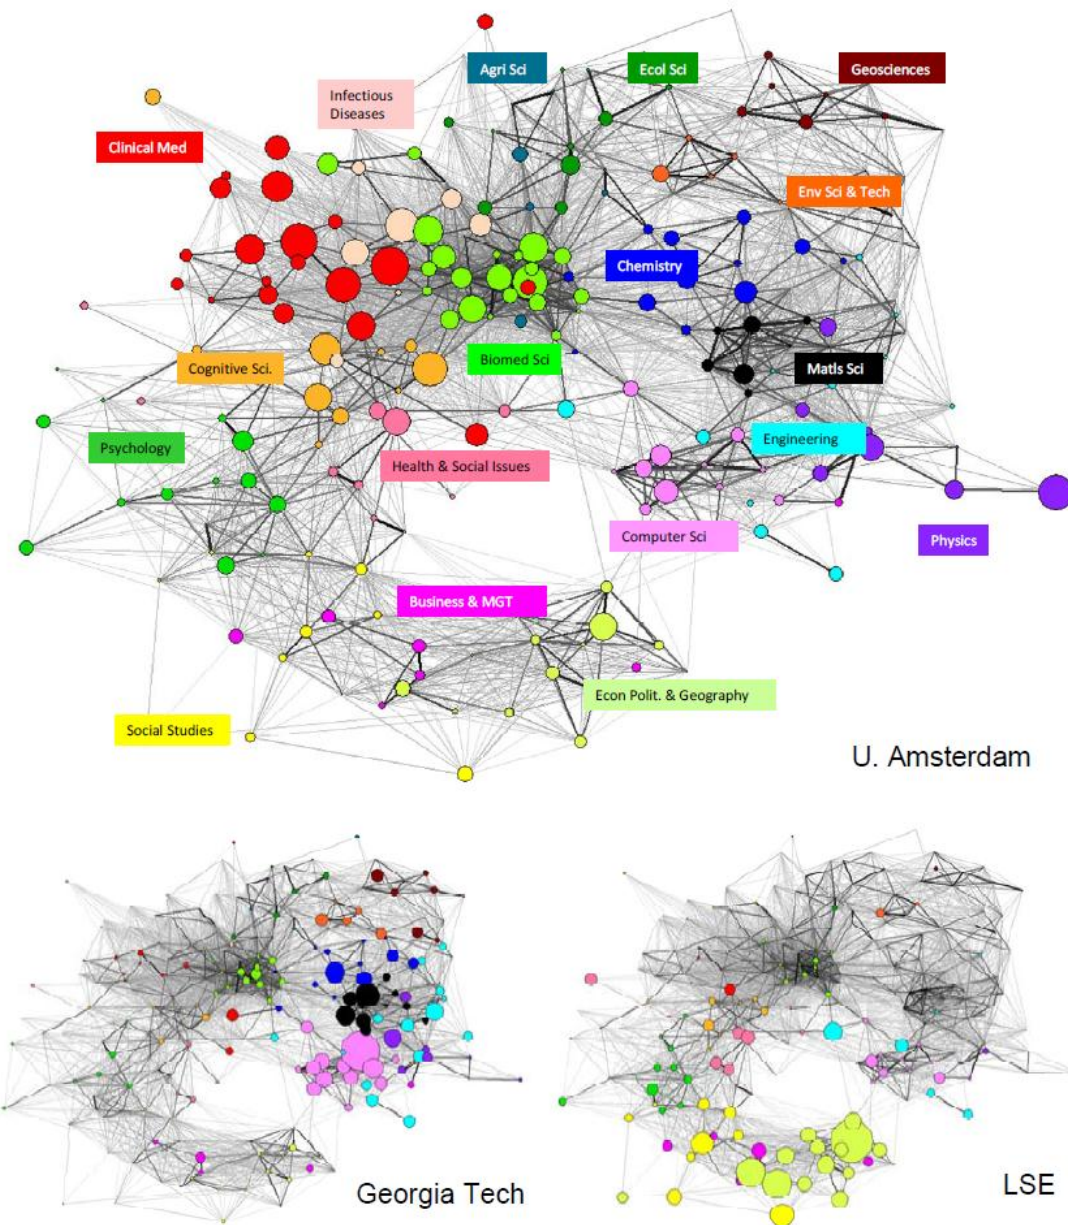 Agri Sci
Ecol Sci
Geosciences
Infectious
Diseases
Clinical Med
Env Sci & Tech
Chemistry
Cognitive Sci.
Biomed Sci
Matls Sci
Psychology
Health & Social Issues
Engineering
Computer Sci
Physics
Business & MGT
Econ Polit. & Geography
Social Studies
U. Amsterdam
Georgia Tech
LSE